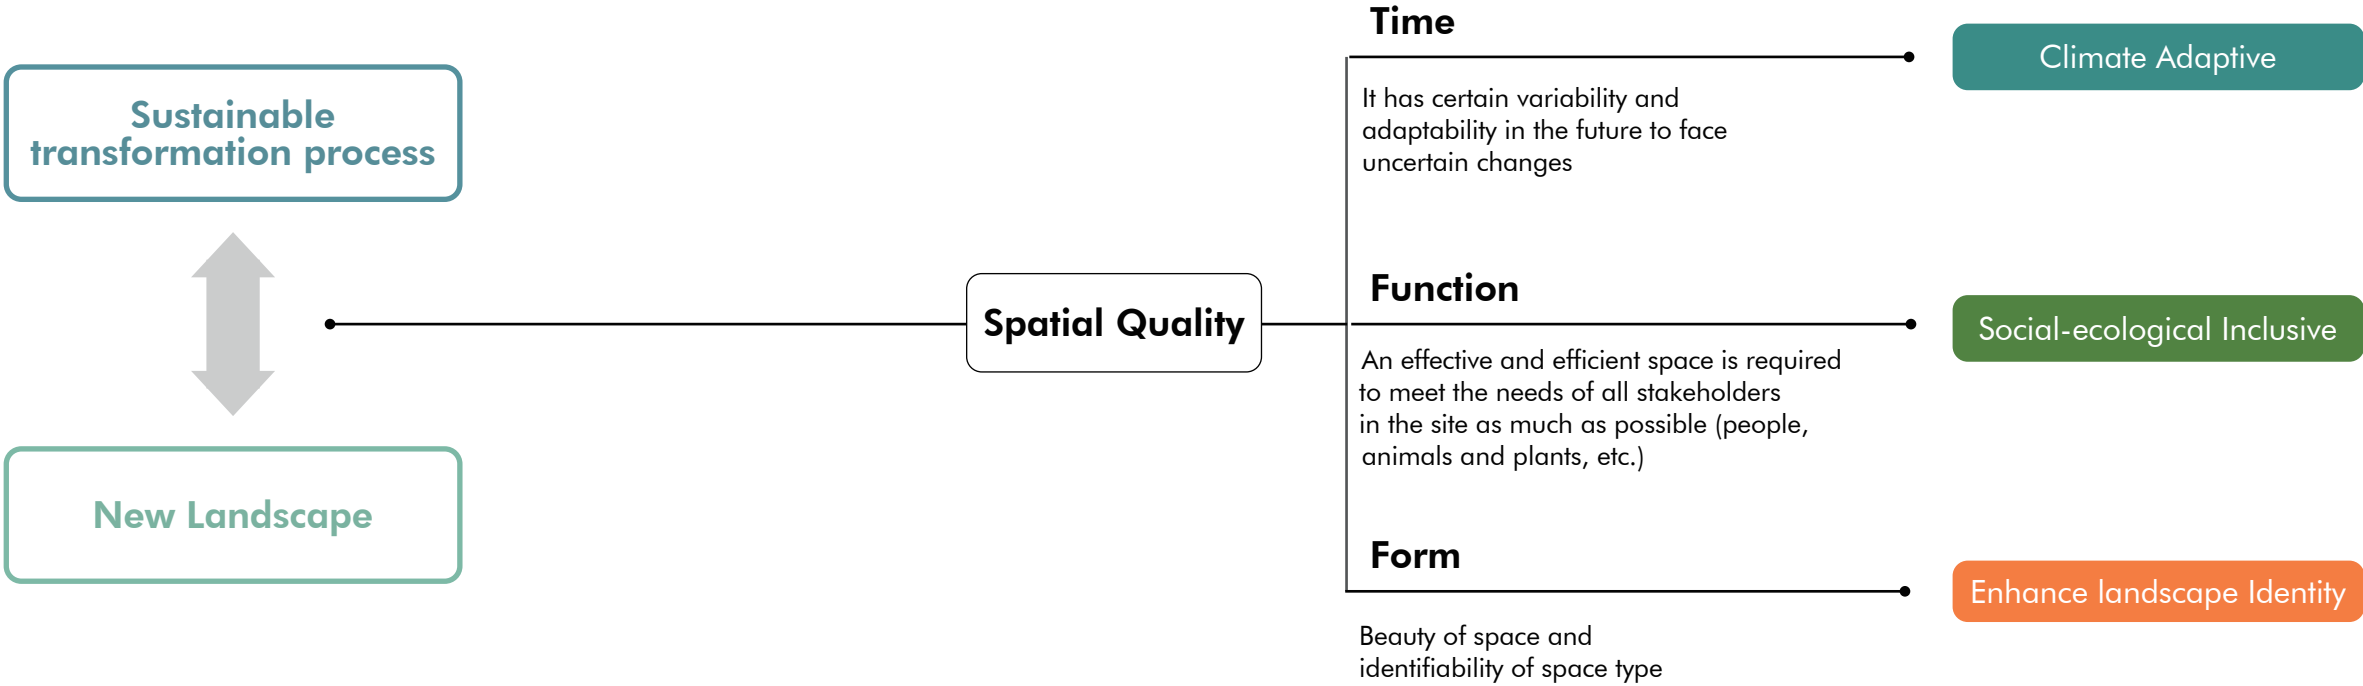 Sustainable
transformation process
New Landscape
Spatial Quality
Time
It has certain variability and
adaptability in the future to face
uncertain changes
Climate Adaptive
Function
An effective and efficient space is required
to meet the needs of all stakeholders
in the site as much as possible (people,
animals and plants, etc.)
Social-ecological Inclusive
Form
Beauty of space and
identifiability of space type
Enhance landscape Identity